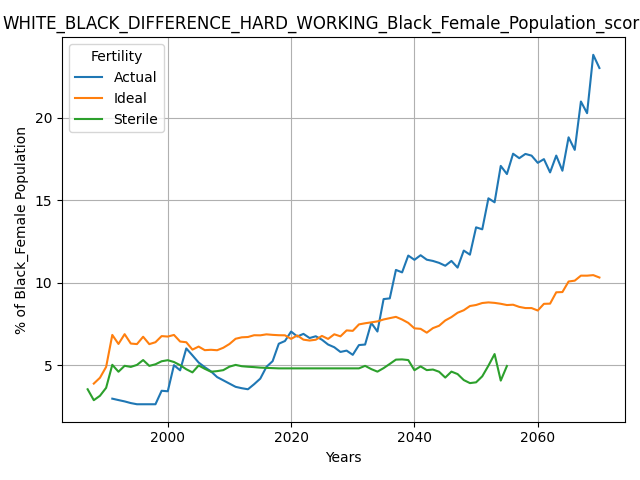 WHITE_BLACK_DIFFERENCE_HARD_WORKING_Black_Female_Population_scor
Fertility
Actual
Ideal
Sterile
% of Black_Female Population
20
15
10
5
2000 2020 2040 2060
Years